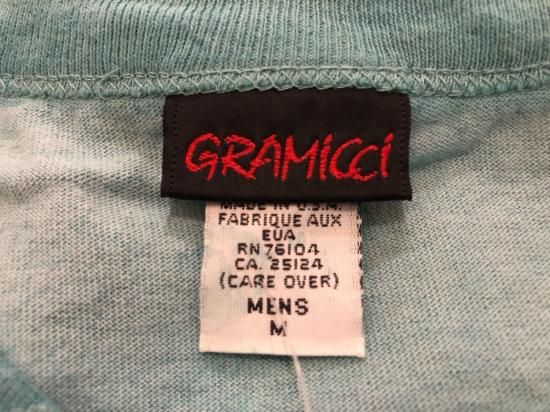 GRAMICCI
MADE IN U.S.A.
FABRIQUE AUX
EUA
RN 76104
CA. 25124
(CARE OVER)
MENS
M